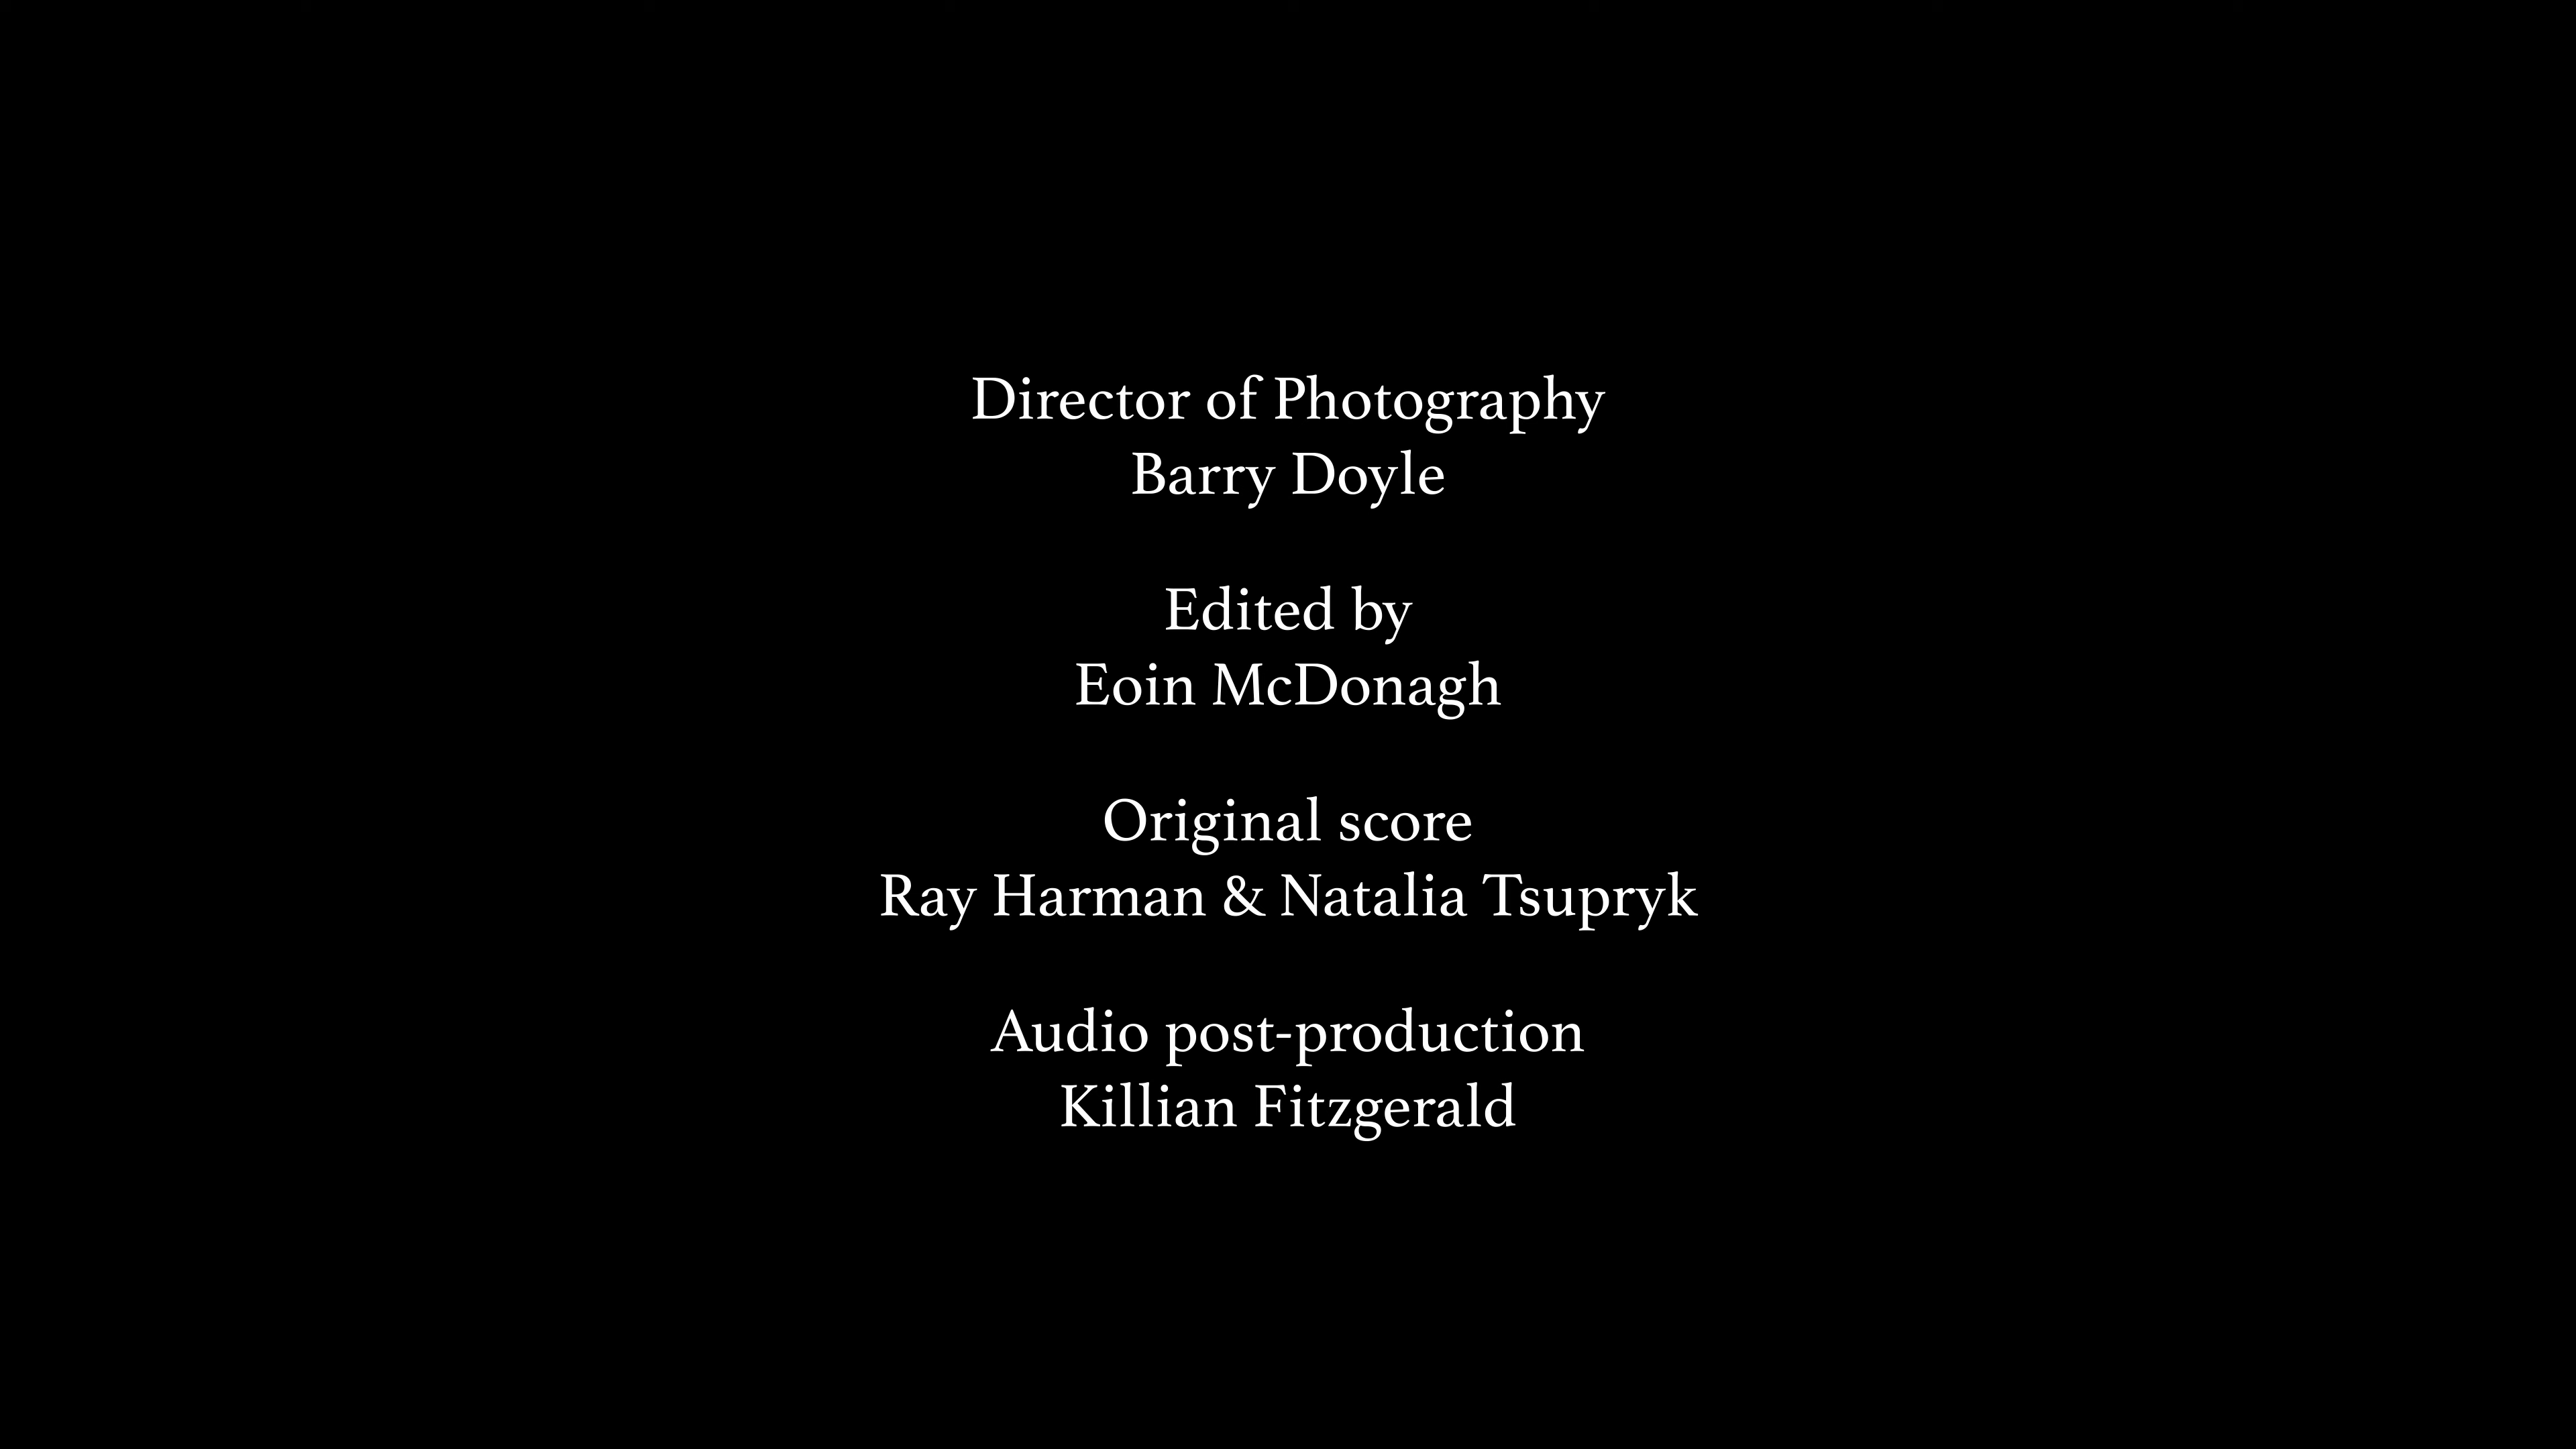 Director of Photography
Barry Doyle
Edited by
Eoin McDonagh
Original score
Ray Harman & Natalia Tsupryk
Audio post-production
Killian Fitzgerald